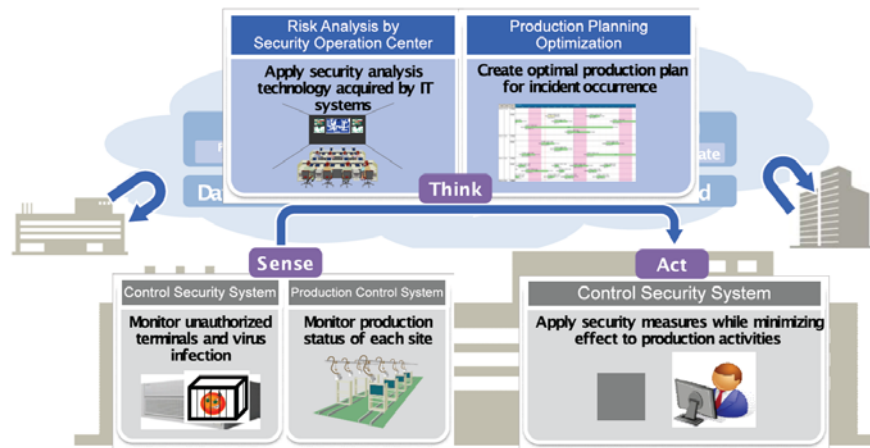 Risk Analysis by
Security Operation Center
Apply security analysis
technology acquired by IT
systems
Production Planning
Optimization
Create optimal production plan
for incident occurrence
Think
Sense
Act
Control Security System
Monitor unauthorized
terminals and virus
infection
Production Control System
Monitor production
status of each site
Control Security System
Apply security measures while minimizing
effect to production activities